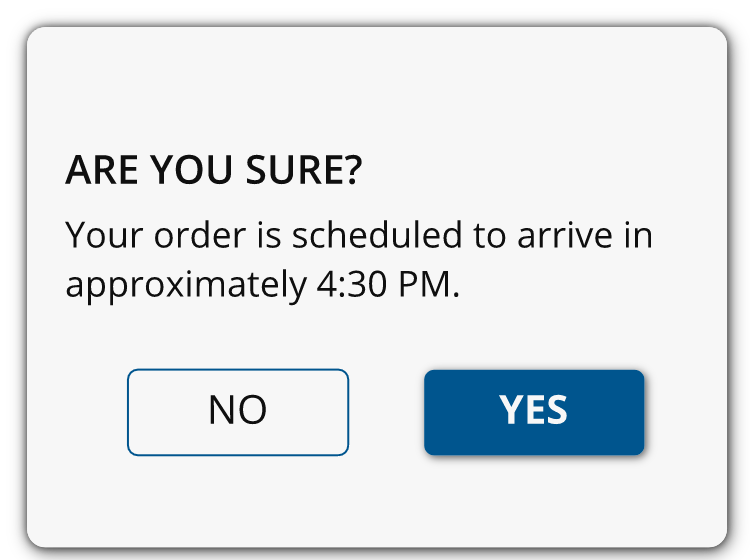 ARE YOU SURE?
Your order is scheduled to arrive in
approximately 4:30 PM.
NO
YES